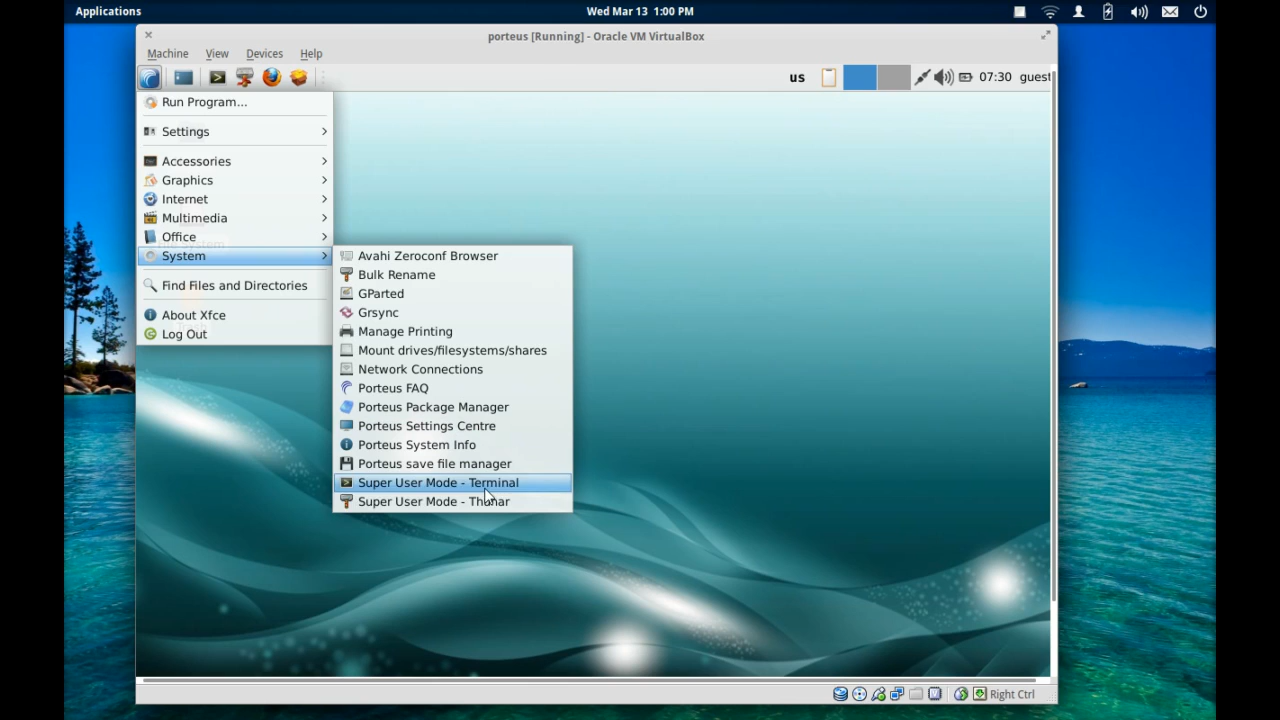 Applications
Wed Mar 13 1:00 PM
porteus [Running] - Oracle VM VirtualBox
Machine View Devices Help
us
07:30 guest
Run Program...
Settings
Accessories
Graphics
Internet
Multimedia
Office
System
Find Files and Directories
About Xfce
Log Out
Avahi Zeroconf Browser
Bulk Rename
GParted
Grsync
Manage Printing
Mount drives/filesystems/shares
Network Connections
Porteus FAQ
Porteus Package Manager
Porteus Settings Centre
Porteus System Info
Porteus save file manager
Super User Mode - Terminal
Super User Mode - Thunar
Right Ctrl